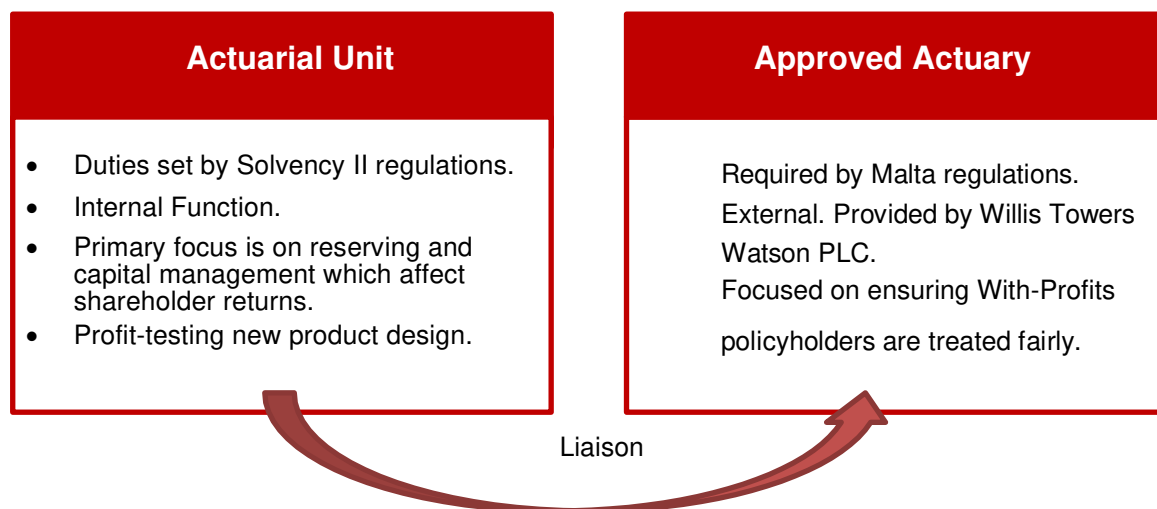 Actuarial Unit
• Duties set by Solvency II regulations.
• Internal Function.
• Primary focus is on reserving and
capital management which affect
shareholder returns.
• Profit-testing new product design.
Approved Actuary
Required by Malta regulations.
External. Provided by Willis Towers
Watson PLC.
Focused on ensuring With-Profits
policyholders are treated fairly.
Liaison